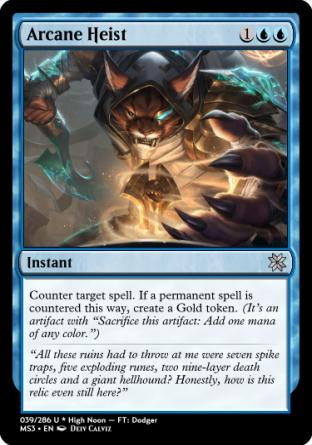 Arcane Heist 1
Instant
Counter target spell. If a permanent spell is
countered this way, create a Gold token. (It's an
artifact with “Sacrifice this artifact: Add one mana
of any color.”)
“All these ruins had to throw at me were seven spike
traps, five exploding runes, two nine-layer death
circles and a giant hellhound? Honestly, how is this
relic even still here?”
039/286 U * High Noon — FT: Dodger
MS3 • EN Deiv Calviz